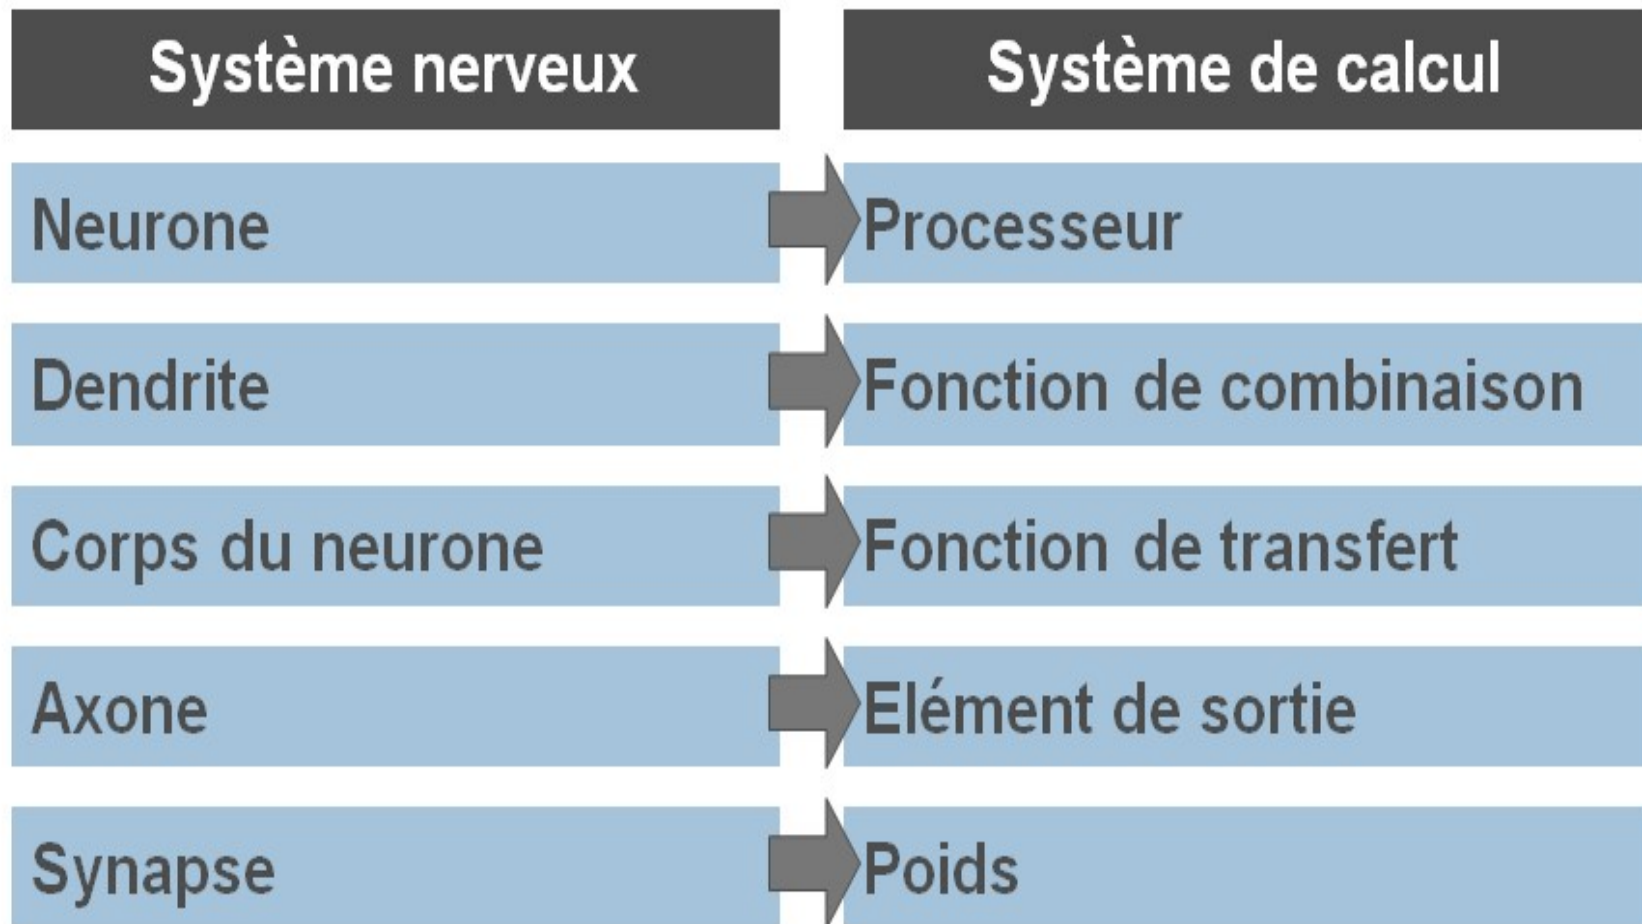 Système nerveux
Système de calcul
Neurone
Processeur
Dendrite
Fonction de combinaison
Corps du neurone
Fonction de transfert
Axone
Elément de sortie
Synapse
Poids